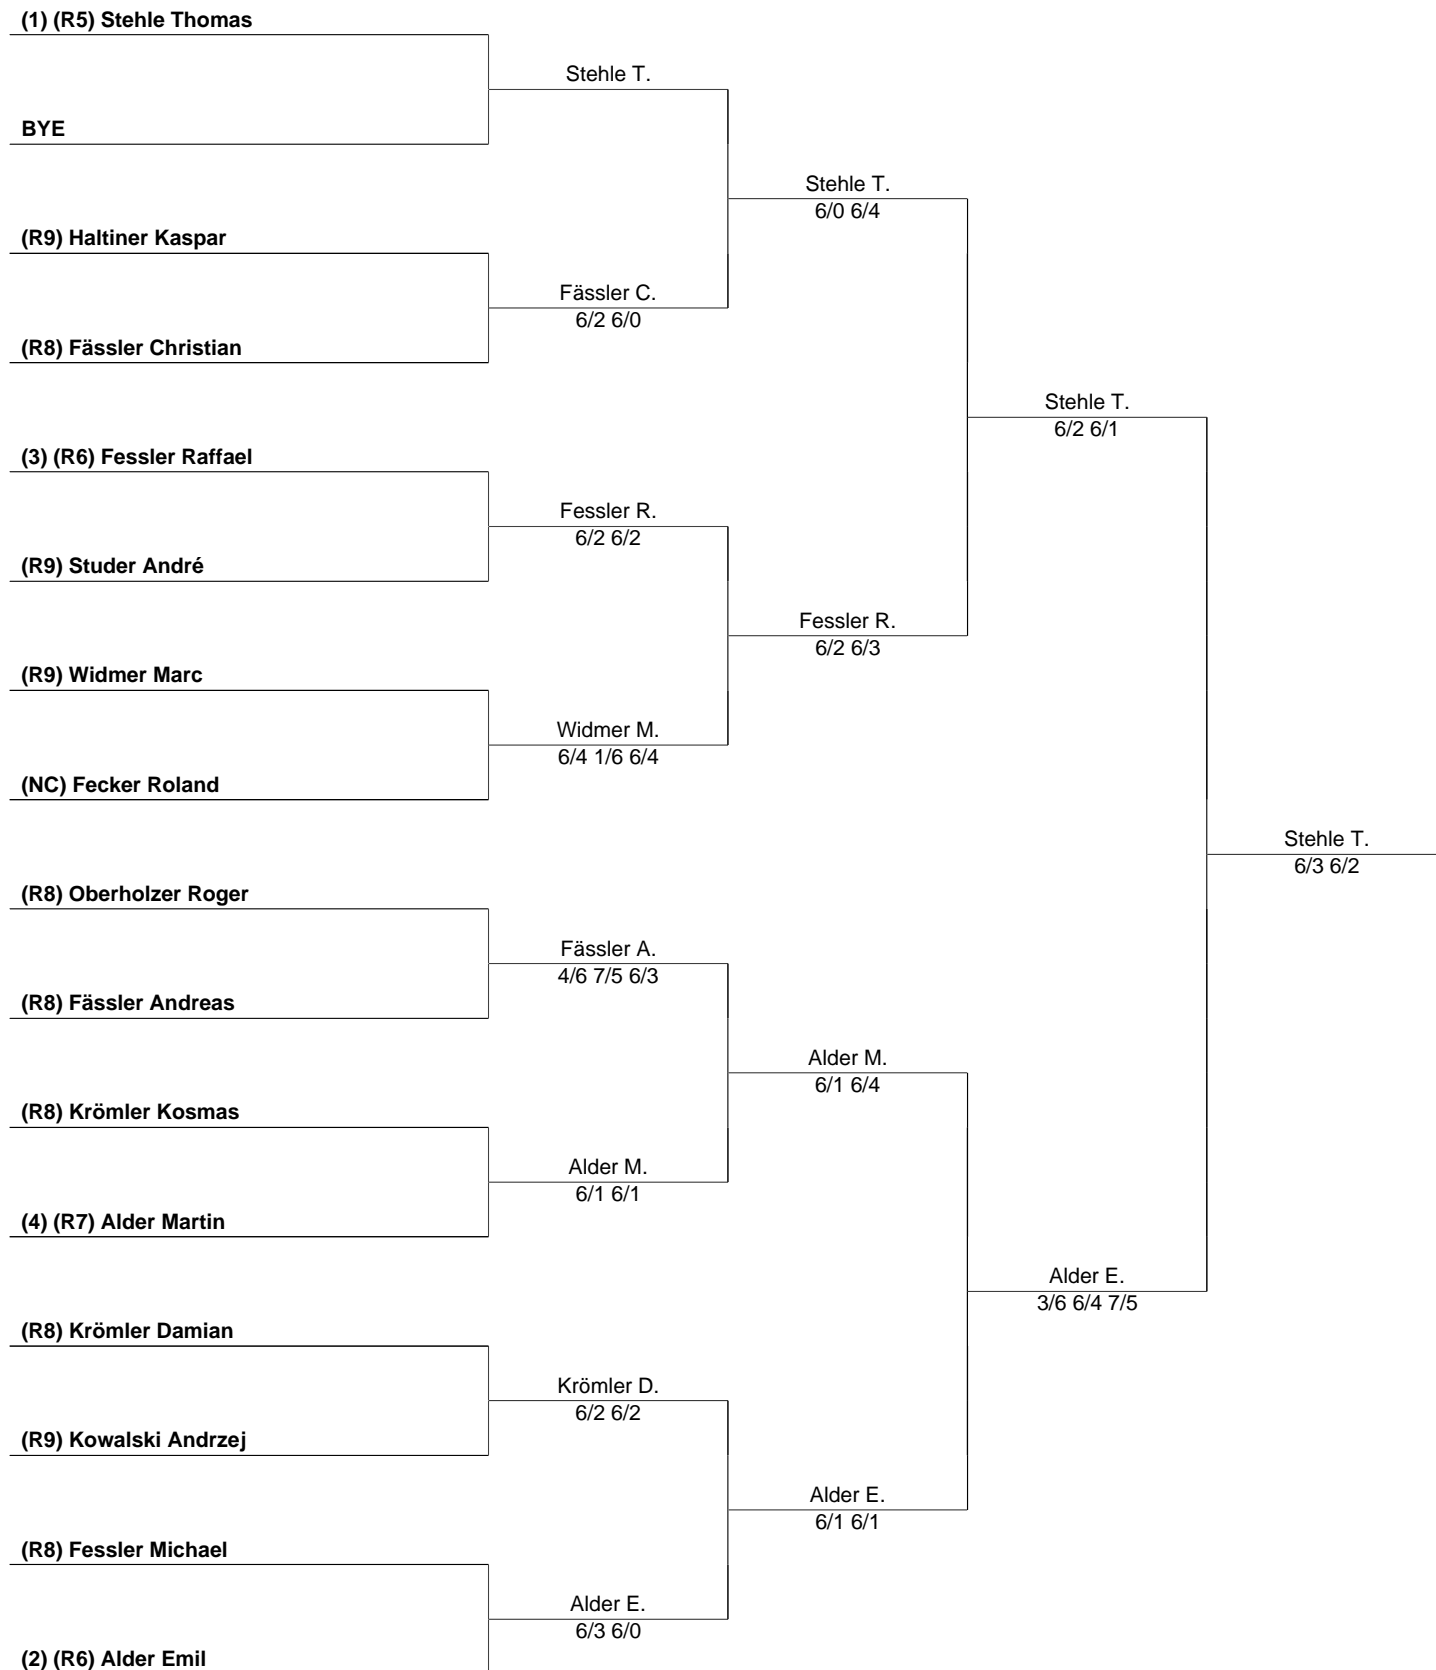 (1) (R5) Stehle Thomas
Stehle T.
BYE
Stehle T.
6/0 6/4
(R9) Haltiner Kaspar
Fässler C.
6/2 6/0
(R8) Fässler Christian
Stehle T.
6/2 6/1
(3) (R6) Fessler Raffael
Fessler R.
6/2 6/2
(R9) Studer André
Fessler R.
6/2 6/3
(R9) Widmer Marc
Widmer M.
6/4 1/6 6/4
(NC) Fecker Roland
Stehle T.
6/3 6/2
(R8) Oberholzer Roger
Fässler A.
4/6 7/5 6/3
(R8) Fässler Andreas
Alder M.
6/1 6/4
(R8) Krömler Kosmas
Alder M.
6/1 6/1
(4) (R7) Alder Martin
Alder E.
3/6 6/4 7/5
(R8) Krömler Damian
Krömler D.
6/2 6/2
(R9) Kowalski Andrzej
Alder E.
6/1 6/1
(R8) Fessler Michael
Alder E.
6/3 6/0
(2) (R6) Alder Emil